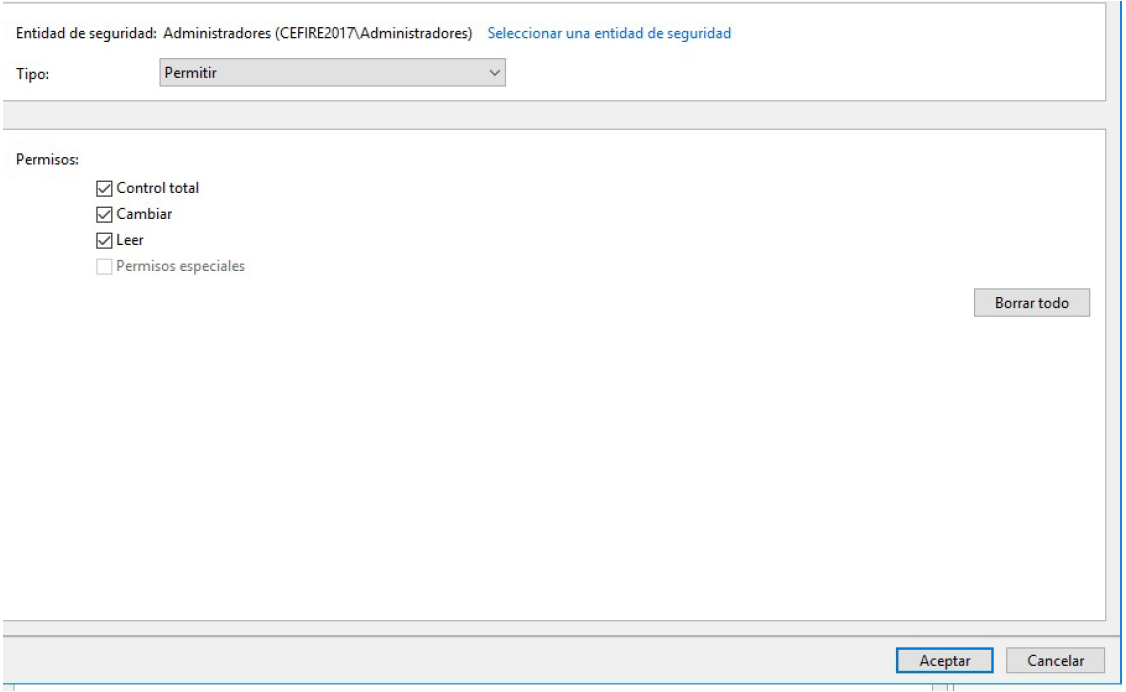 Entidad de seguridad: Administradores (CEFIRE2017\Administradores) Seleccionar una entidad de seguridad
Tipo: Permitir
Permisos:
Control total
Cambiar
Leer
Permisos especiales
Borrar todo
Aceptar Cancelar